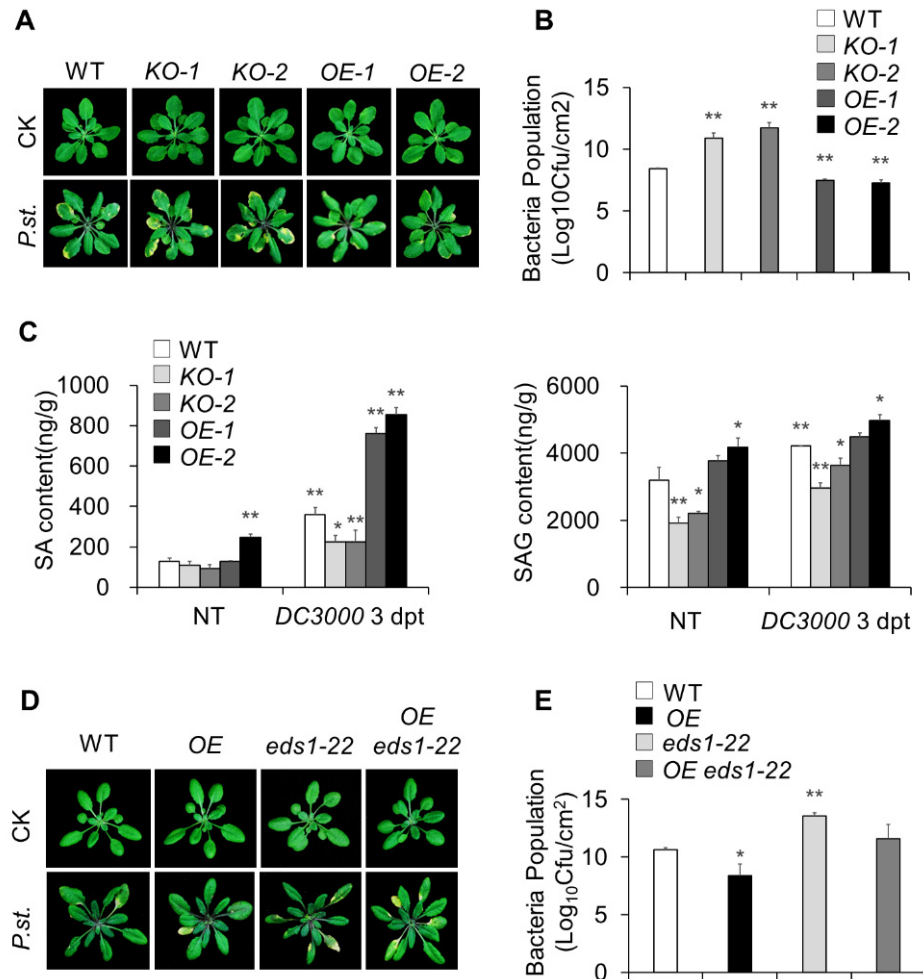 A
WT KO-1 KO-2 OE-1 OE-2
CK
P.st.
B
WT
KO-1
KO-2
OE-1
OE-2
Bacteria Population
(Log10Cfu/cm2)
15
10
5
0
** ** ** **
C
WT
KO-1
KO-2
OE-1
OE-2
SA content(ng/g)
1000
800
600
400
200
0
** ** * ** ** **
NT DC3000 3 dpt
SAG content(ng/g)
6000
4000
2000
0
** * * ** ** * *
NT DC3000 3 dpt
D
WT OE eds1-22 OE eds1-22
CK
P.st.
E
WT
OE
eds1-22
OE eds1-22
Bacteria Population
(Log₁₀Cfu/cm²)
15
10
5
0
* **